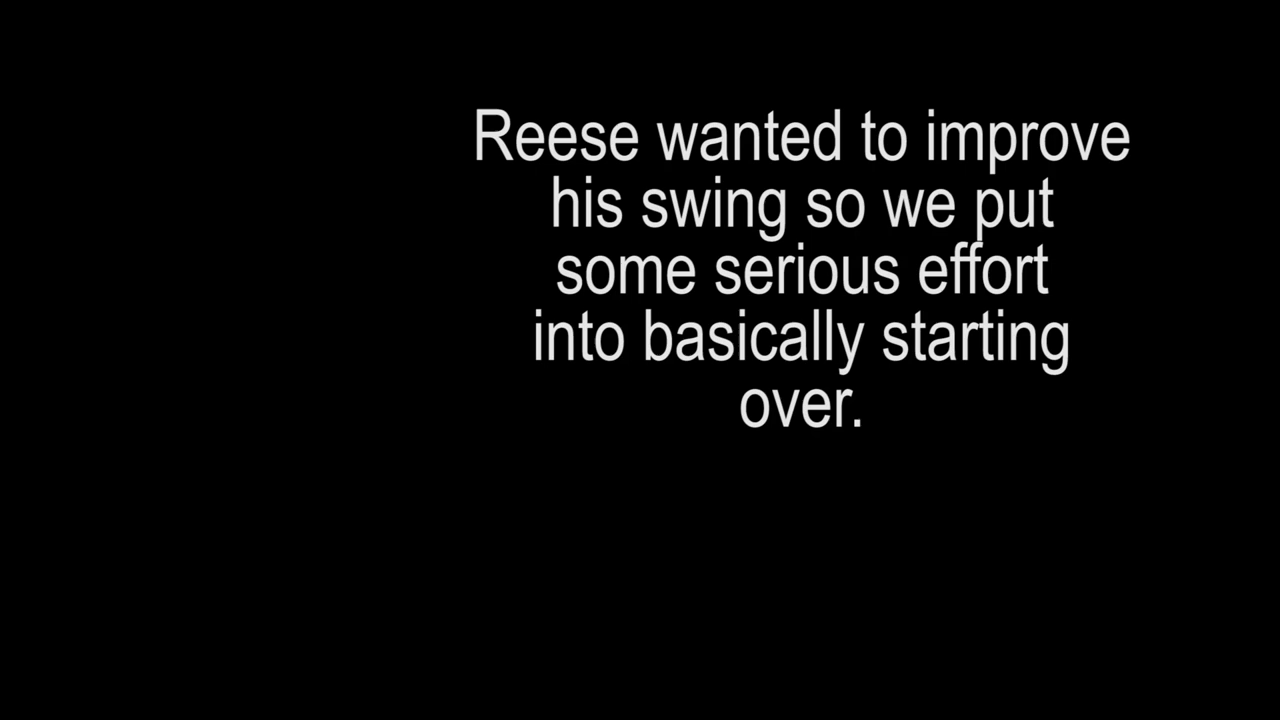 Reese wanted to improve
his swing so we put
some serious effort
into basically starting
over.